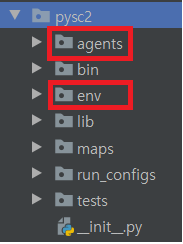 pysc2
agents
bin
env
lib
maps
run_configs
tests
__init__.py